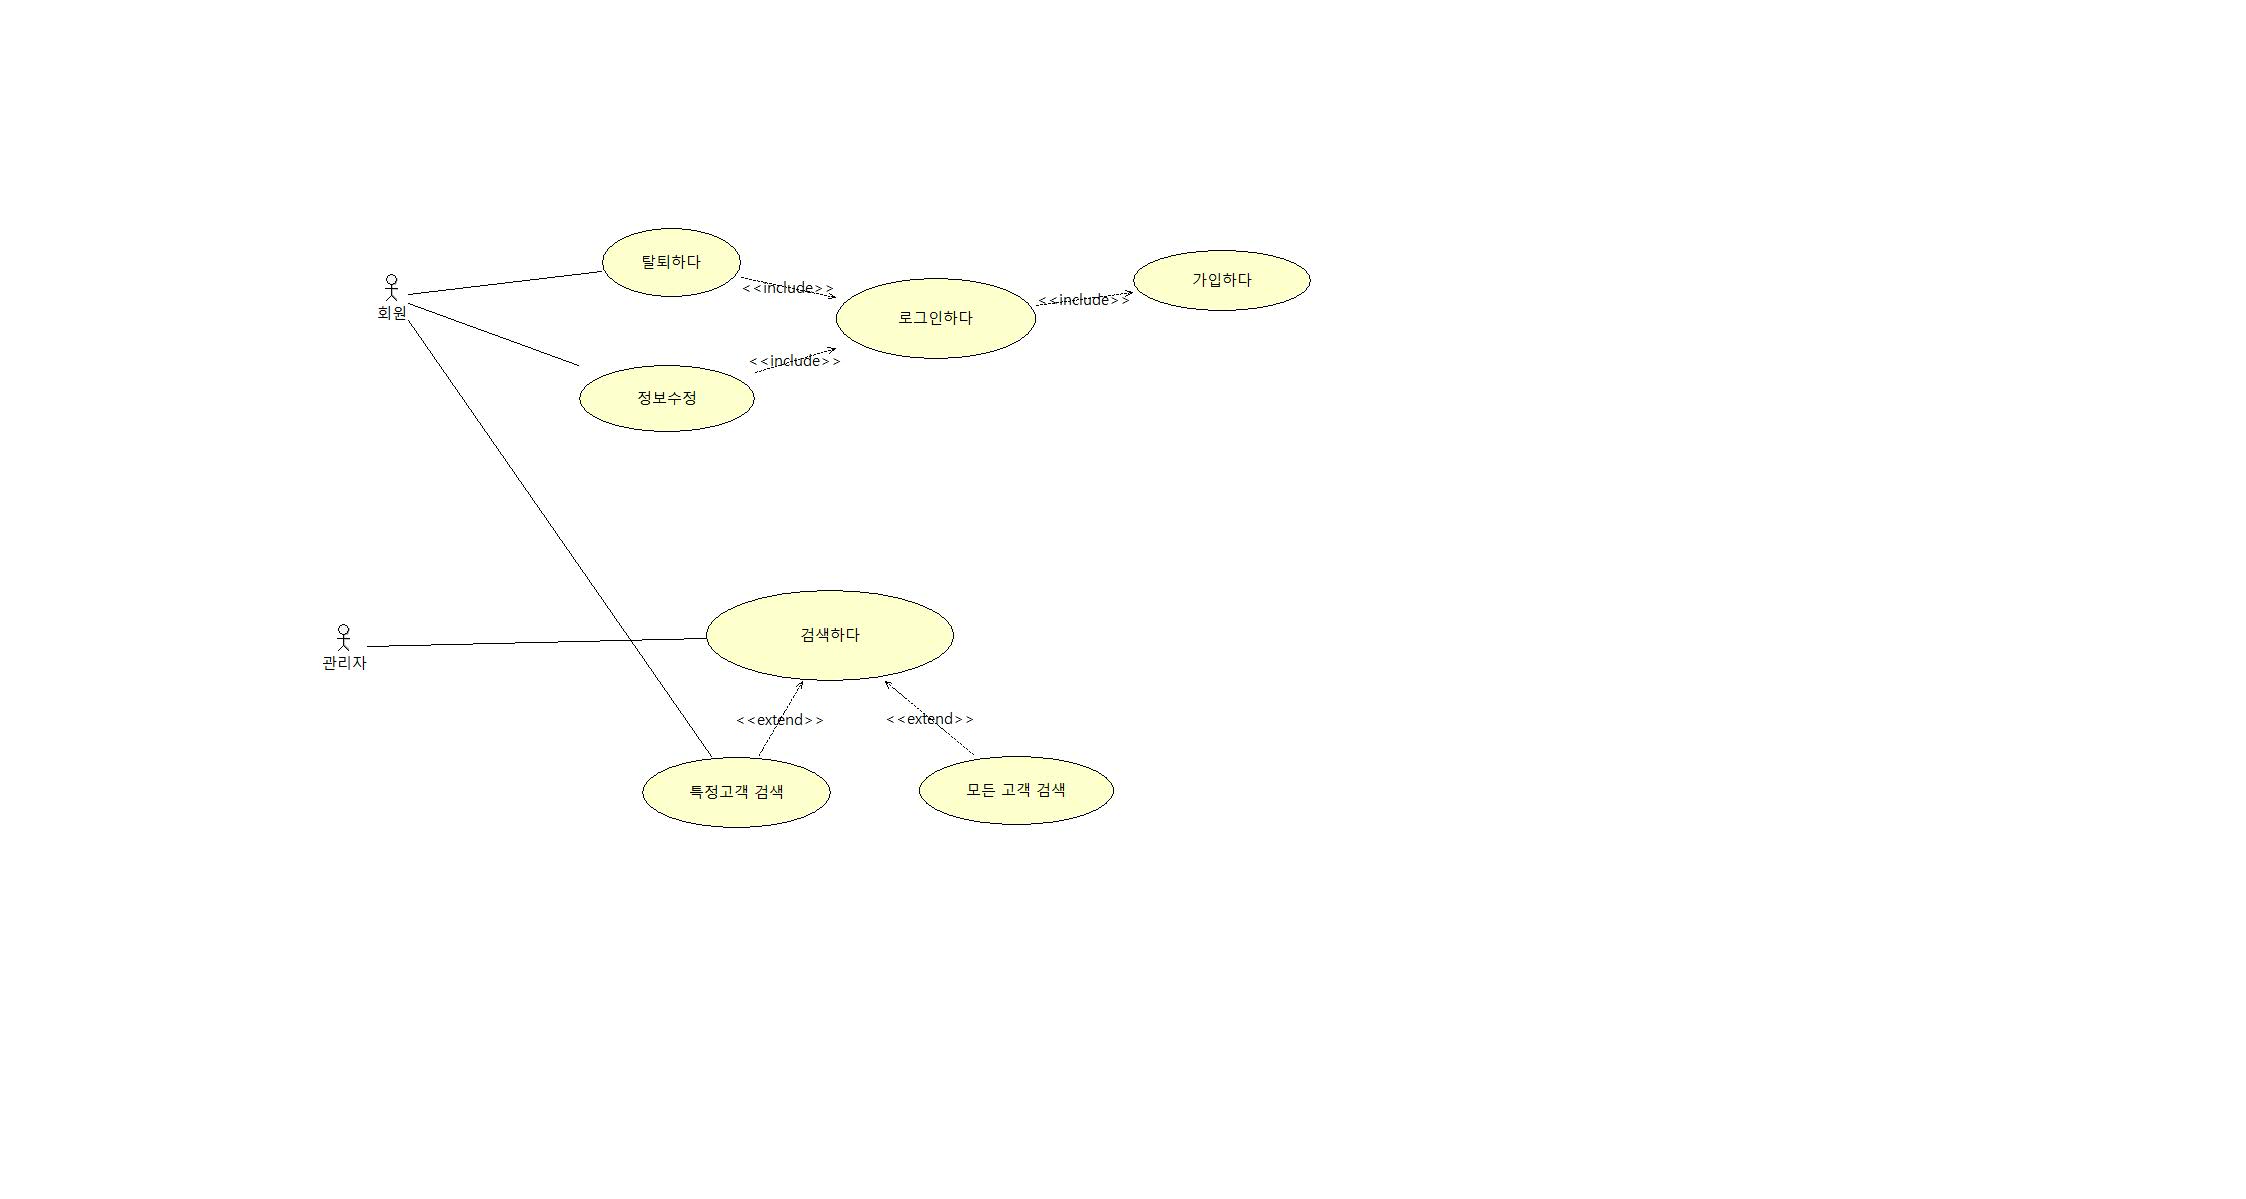 탈퇴하다
가입하다
<<include>>
<<include>>
회원
로그인하다
<<include>>
정보수정
검색하다
관리자
<<extend>>
<<extend>>
특정고객 검색
모든 고객 검색